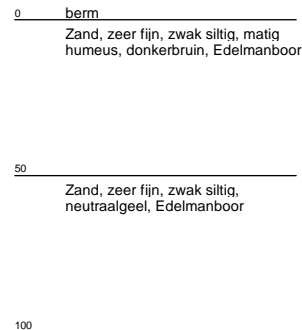 0 berm
Zand, zeer fijn, zwak siltig, matig
humeus, donkerbruin, Edelmanboor
50
Zand, zeer fijn, zwak siltig,
neutraalgeel, Edelmanboor
100